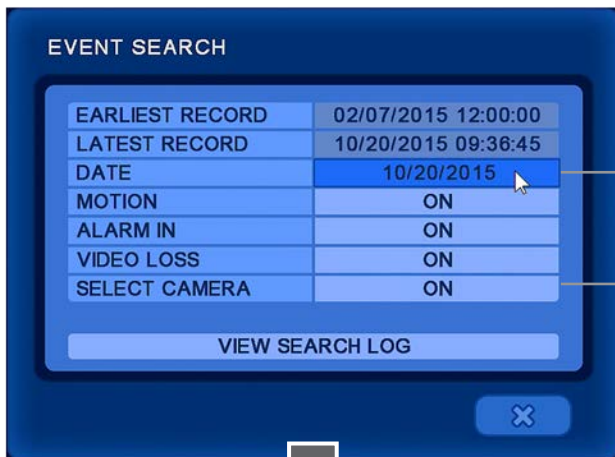 EVENT SEARCH
EARLIEST RECORD 02/07/2015 12:00:00
LATEST RECORD 10/20/2015 09:36:45
DATE 10/20/2015
MOTION ON
ALARM IN ON
VIDEO LOSS ON
SELECT CAMERA ON
VIEW SEARCH LOG